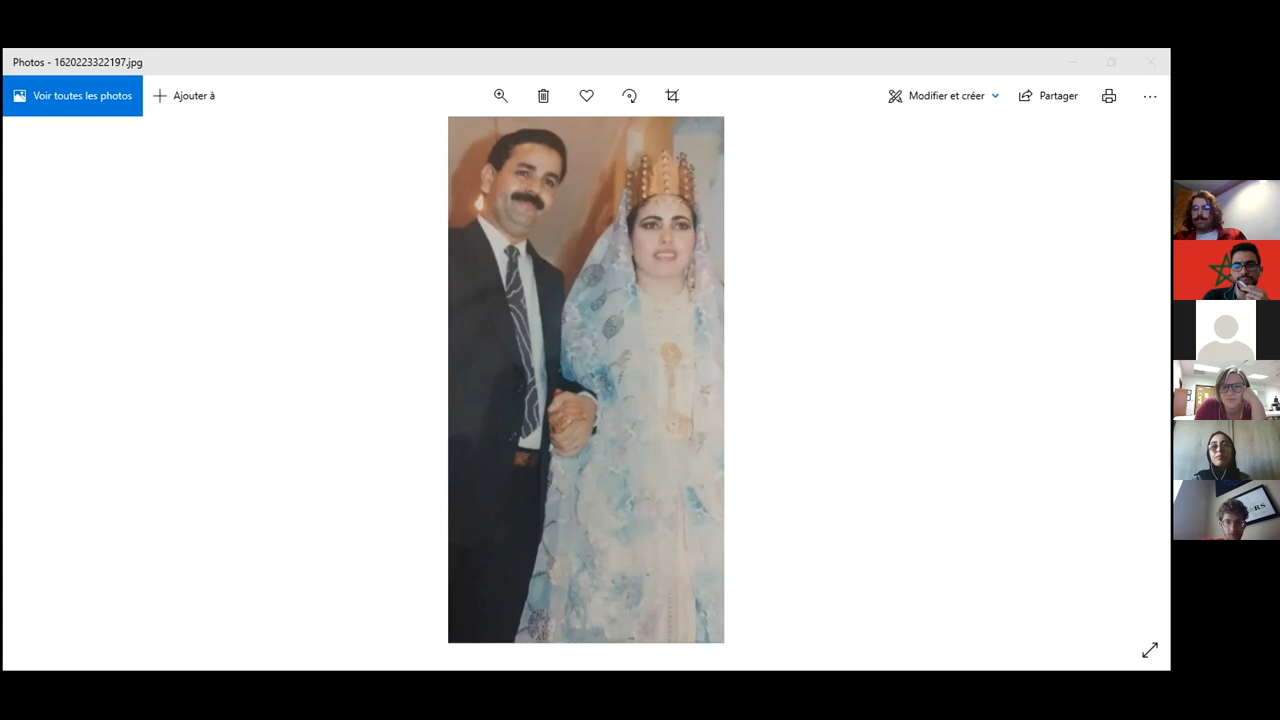 Photos - 1620223322197.jpg
Voir toutes les photos
Ajouter à
Modifier et créer
Partager